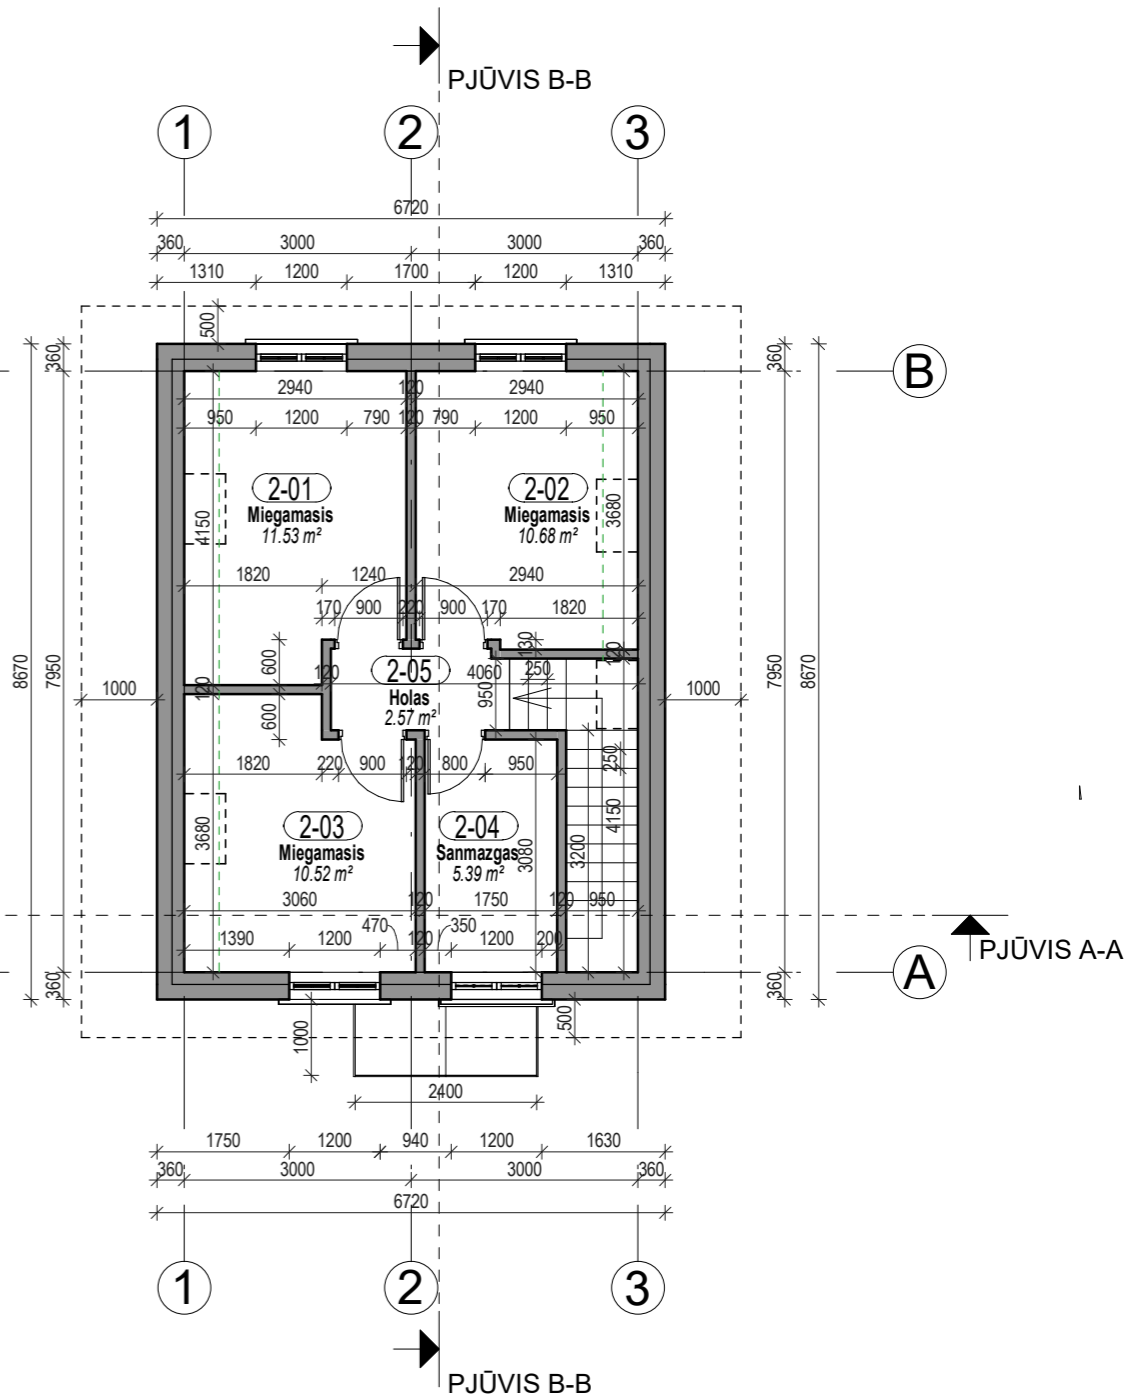 PJŪVIS B-B
1
2
3
6720
360 3000 3000 360
1310 1200 1700 1200 1310
500
360 360
B
2940 120 2940
950 1200 790 120 790 1200 950
2-01 2-02
Miegamasis Miegamasis
11.53 m² 10.68 m²
4150 3680
1820 1240 2940
170 900 220 900 170 1820
130
600 120
2-05
120 4060 250
Holas
2.57 m²
950
8670 7950 7950 8670
1000 1000
120
600
1820 220 900 120 800 950
250
4150
3680
2-03 2-04
Miegamasis Sanmazgas
10.52 m² 5.39 m²
3080 3200
3060 120 1750 120 950
470 350
1390 1200 120 1200 200
PJŪVIS A-A
A
360 360
1000 500
2400
1750 1200 940 1200 1630
360 3000 3000 360
6720
1
2
3
PJŪVIS B-B